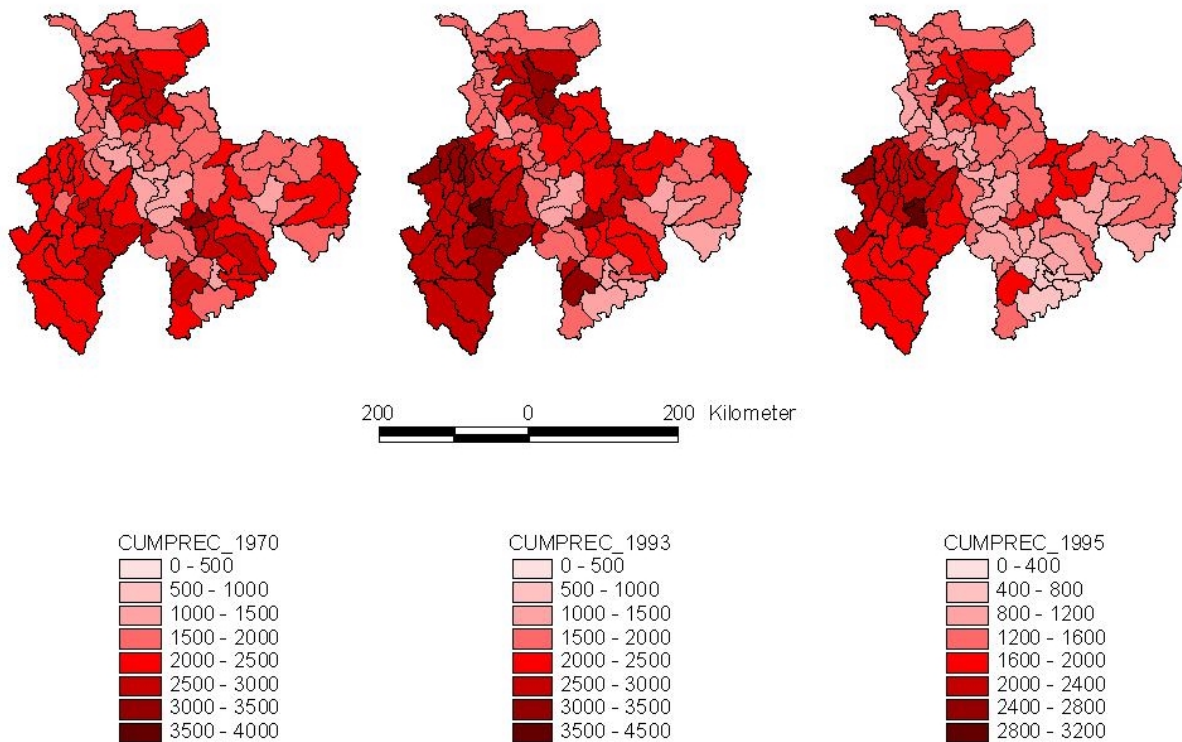 200 0 200 Kilometer
CUMPREC_1970
0 - 500
500 - 1000
1000 - 1500
1500 - 2000
2000 - 2500
2500 - 3000
3000 - 3500
3500 - 4000
CUMPREC_1993
0 - 500
500 - 1000
1000 - 1500
1500 - 2000
2000 - 2500
2500 - 3000
3000 - 3500
3500 - 4500
CUMPREC_1995
0 - 400
400 - 800
800 - 1200
1200 - 1600
1600 - 2000
2000 - 2400
2400 - 2800
2800 - 3200